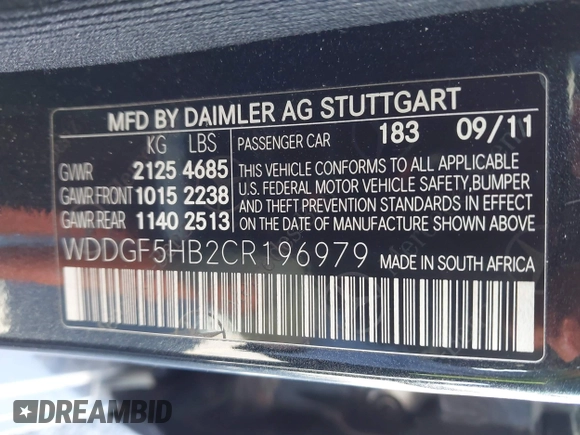 MFD BY DAIMLER AG STUTTGART
KG LBS PASSENGER CAR 183 09/11
GVWR 2125 4685
GAWR FRONT 1015 2238
GAWR REAR 1140 2513
THIS VEHICLE CONFORMS TO ALL APPLICABLE
U.S. FEDERAL MOTOR VEHICLE SAFETY,BUMPER
AND THEFT PREVENTION STANDARDS IN EFFECT
ON THE DATE OF MANUFACTURE SHOWN ABOVE.
WDDGF5HB2CR196979 MADE IN SOUTH AFRICA
DREAMBID